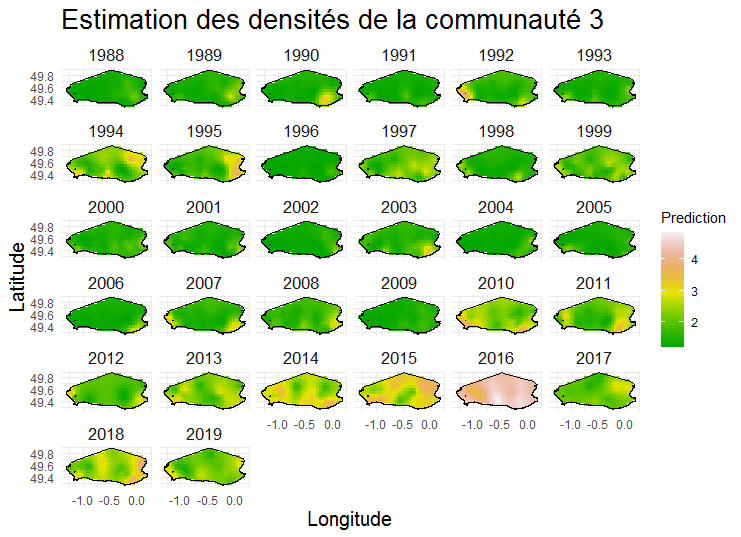 Estimation des densités de la communauté 3
1988 1989 1990 1991 1992 1993
49.8
49.6
49.4
1994 1995 1996 1997 1998 1999
49.8
49.6
49.4
2000 2001 2002 2003 2004 2005
49.8
49.6
49.4
2006 2007 2008 2009 2010 2011
49.8
49.6
49.4
2012 2013 2014 2015 2016 2017
49.8
49.6
49.4
-1.0 -0.5 0.0 -1.0 -0.5 0.0 -1.0 -0.5 0.0 -1.0 -0.5 0.0
2018 2019
49.8
49.6
49.4
-1.0 -0.5 0.0 -1.0 -0.5 0.0
Longitude
Latitude
Prediction
4
3
2